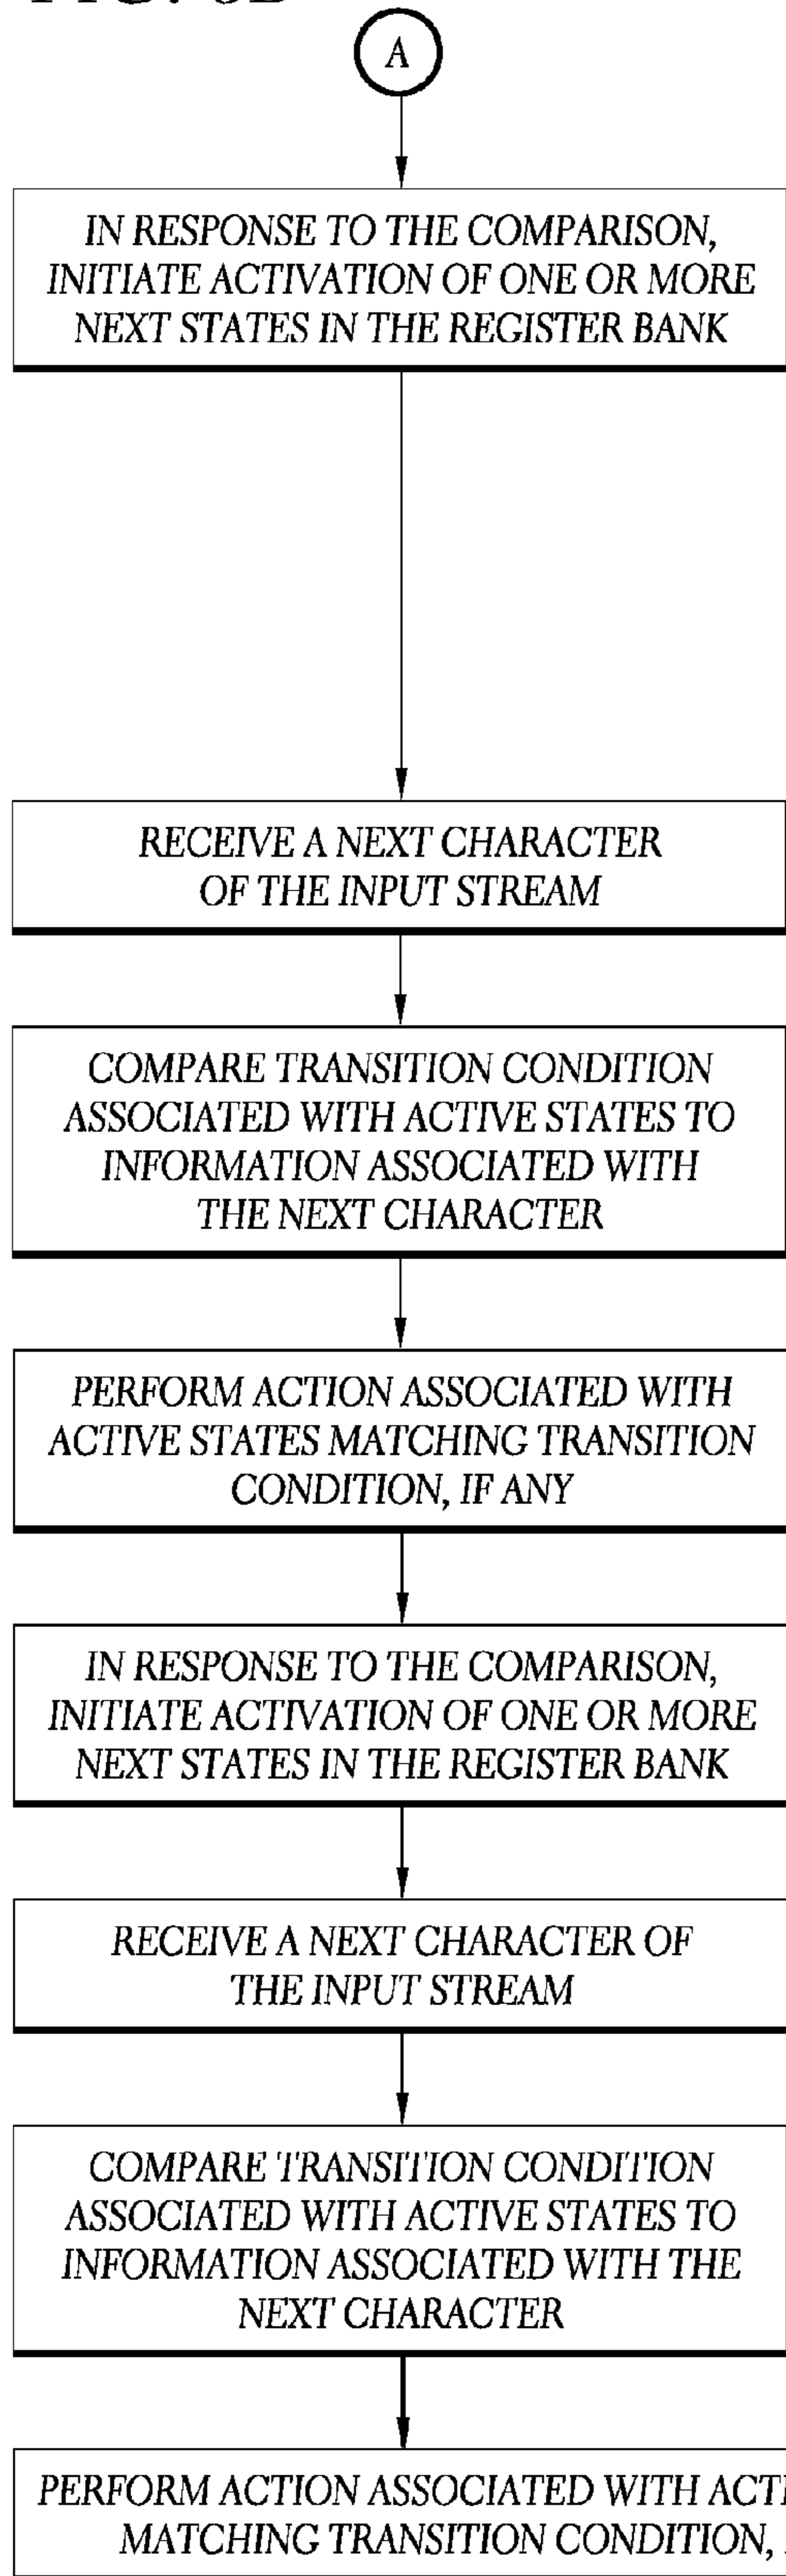 A
IN RESPONSE TO THE COMPARISON,
INITIATE ACTIVATION OF ONE OR MORE
NEXT STATES IN THE REGISTER BANK
RECEIVE A NEXT CHARACTER
OF THE INPUT STREAM
COMPARE TRANSITION CONDITION
ASSOCIATED WITH ACTIVE STATES TO
INFORMATION ASSOCIATED WITH
THE NEXT CHARACTER
PERFORM ACTION ASSOCIATED WITH
ACTIVE STATES MATCHING TRANSITION
CONDITION, IF ANY
IN RESPONSE TO THE COMPARISON,
INITIATE ACTIVATION OF ONE OR MORE
NEXT STATES IN THE REGISTER BANK
RECEIVE A NEXT CHARACTER OF
THE INPUT STREAM
COMPARE TRANSITION CONDITION
ASSOCIATED WITH ACTIVE STATES TO
INFORMATION ASSOCIATED WITH THE
NEXT CHARACTER
PERFORM ACTION ASSOCIATED WITH
MATCHING TRANSITION CONDITION,